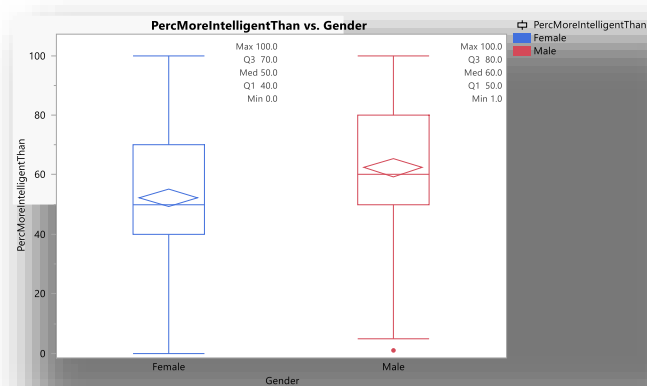 PercMoreIntelligentThan vs. Gender
PercMoreIntelligentThan
Female
Male
Max 100.0
Q3 70.0
Med 50.0
Q1 40.0
Min 0.0
Max 100.0
Q3 80.0
Med 60.0
Q1 50.0
Min 1.0
PercMoreIntelligentThan
100
80
60
40
20
0
Female
Male
Gender